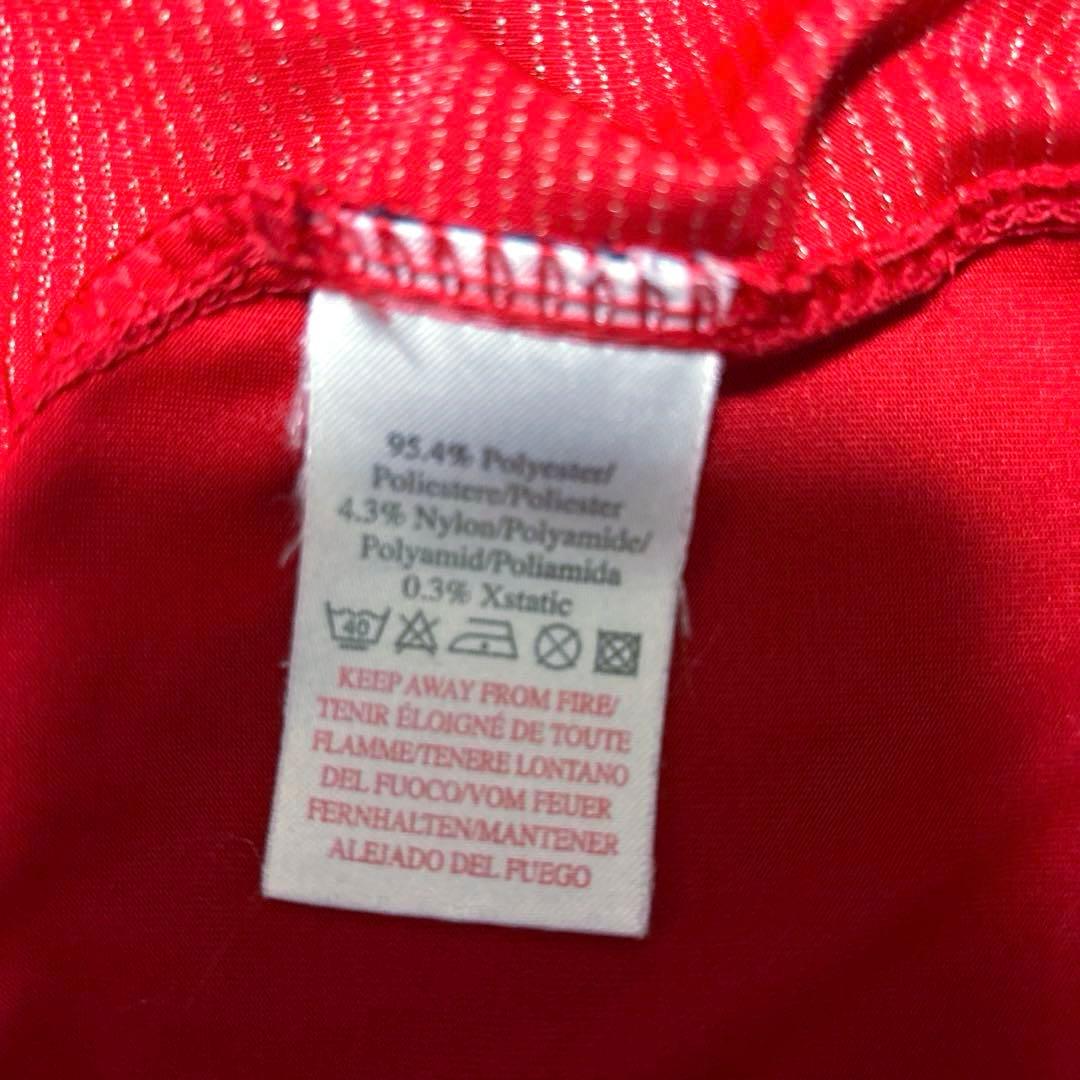 95.4% Polyester/
Poliestere/Poliester
4.3% Nylon/Polyamide/
Polyamid/Poliamida
0.3% Xstatic
40
KEEP AWAY FROM FIRE/
TENIR ÉLOIGNÉ DE TOUTE
FLAMME/TENERE LONTANO
DEL FUOCO/VOM FEUER
FERNHALTEN/MANTENER
ALEJADO DEL FUEGO